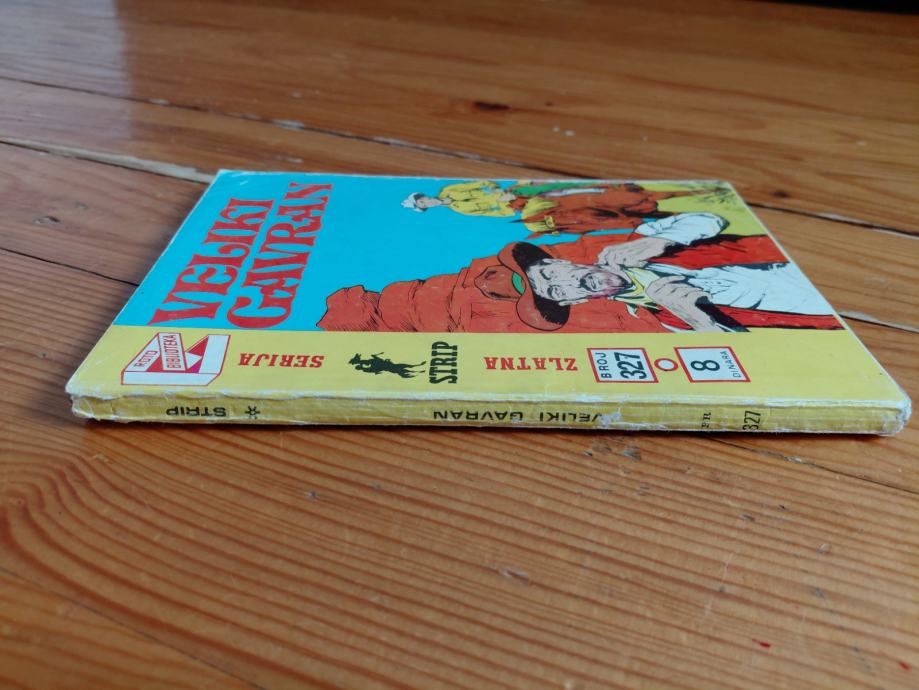 VELIKI
GAVRAN
ROTO
BIBLIOTEKA
ZLATNA
STRIP
SERIJA
BROJ
327
8
DINARA
STRIP * VELIKI GAVRAN
327